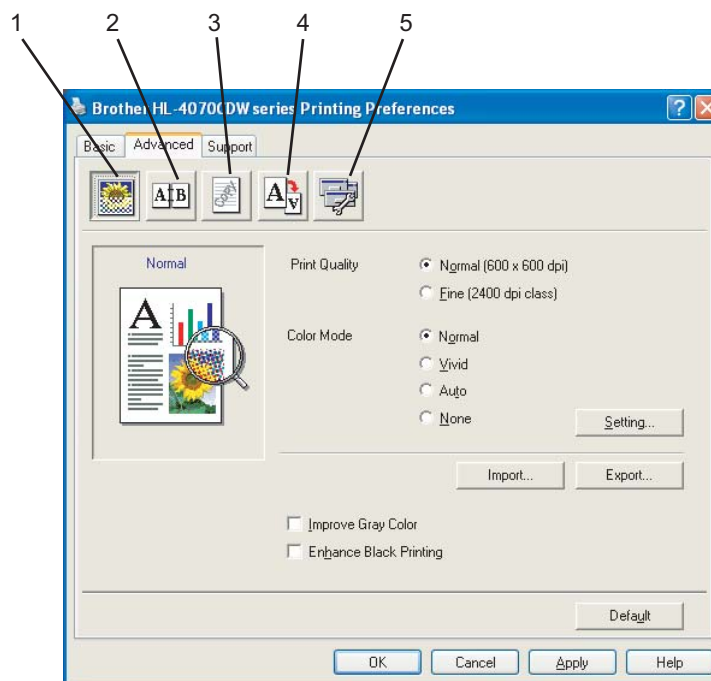 1 2 3 4 5
Brother HL-4070CDW series Printing Preferences
Basic Advanced Support
A B Copy A A
Normal Print Quality Normal (600 x 600 dpi)
Fine (2400 dpi class)
A
Color Mode Normal
Vivid
Auto
None Setting...
Import... Export...
Improve Gray Color
Enhance Black Printing
Default
OK Cancel Apply Help